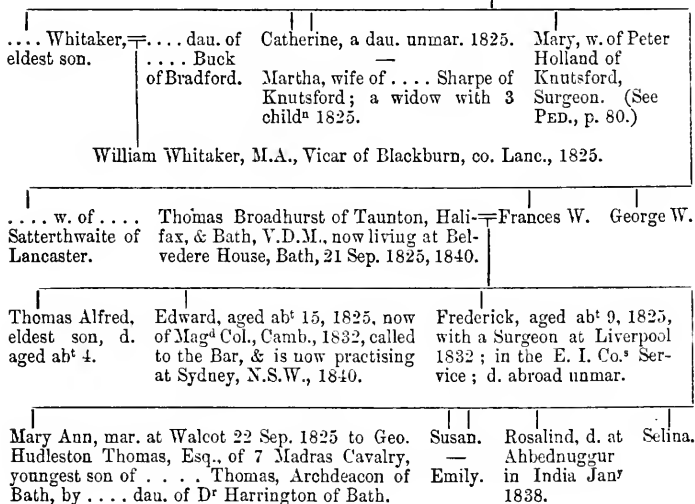 . . . . Whitaker,
eldest son.
. . . . dau. of
. . . . Buck
of Bradford.
Catherine, a dau. unmar. 1825.
—
Martha, wife of . . . . Sharpe of
Knutsford; a widow with 3
childⁿ 1825.
Mary, w. of Peter
Holland of
Knutsford,
Surgeon. (See
PED., p. 80.)
William Whitaker, M.A., Vicar of Blackburn, co. Lanc., 1825.
. . . . w. of . . . .
Satterthwaite of
Lancaster.
Thomas Broadhurst of Taunton, Hali-
fax, & Bath, V.D.M., now living at Bel-
vedere House, Bath, 21 Sep. 1825, 1840.
Frances W.
George W.
Thomas Alfred,
eldest son, d.
aged abᵗ 4.
Edward, aged abᵗ 15, 1825, now
of Magᵈ Col., Camb., 1832, called
to the Bar, & is now practising
at Sydney, N.S.W., 1840.
Frederick, aged abᵗ 9, 1825,
with a Surgeon at Liverpool
1832; in the E. I. Co.ˢ Ser-
vice; d. abroad unmar.
Mary Ann, mar. at Walcot 22 Sep. 1825 to Geo.
Hudleston Thomas, Esq., of 7 Madras Cavalry,
youngest son of . . . . Thomas, Archdeacon of
Bath, by . . . . dau. of Dʳ Harrington of Bath.
Susan.
—
Emily.
Rosalind, d. at
Ahbednuggur
in India Janʸ
1838.
Selina.